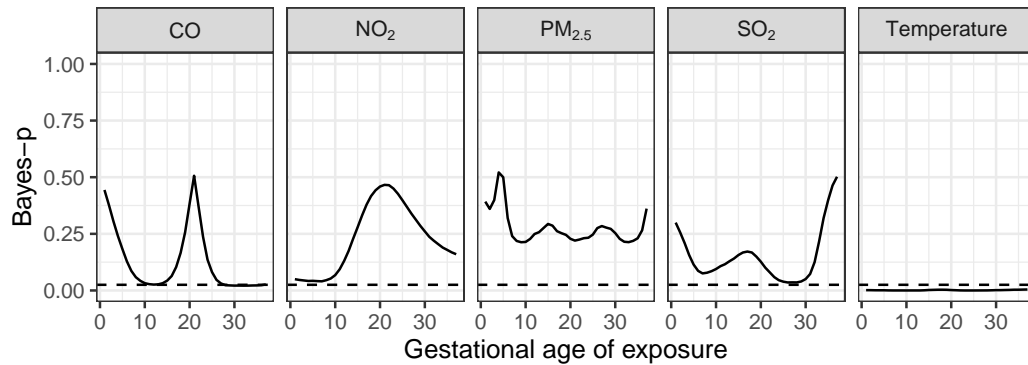 CO NO₂ PM₂.₅ SO₂ Temperature
1.00
0.75
0.50
0.25
0.00
Bayes−p
0 10 20 30 0 10 20 30 0 10 20 30 0 10 20 30 0 10 20 30
Gestational age of exposure